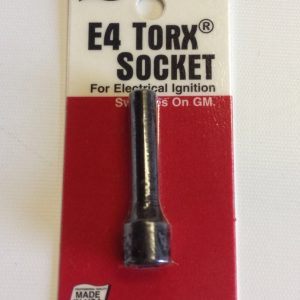 E4 TORX®
SOCKET
For Electrical Ignition
On GM.
MADE